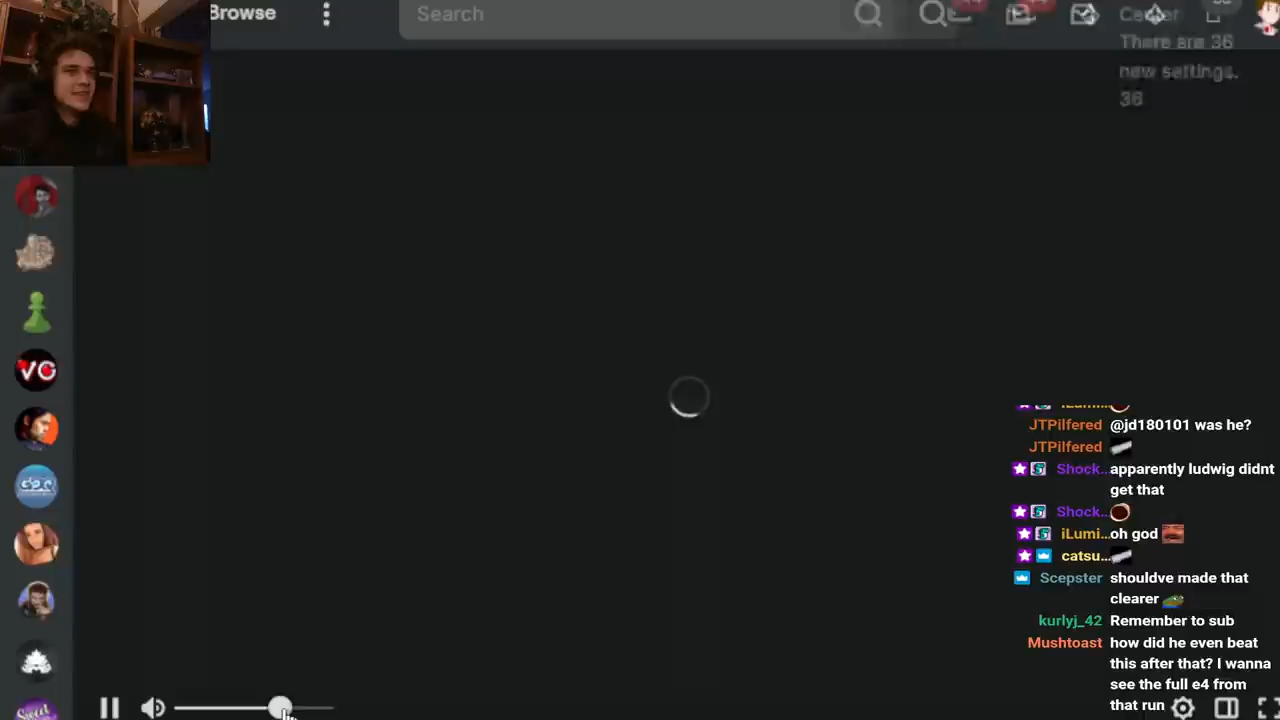 Browse
Search
Center
There are 36
new settings.
36
VG
JTPilfered @jd180101 was he?
JTPilfered
Shock... apparently ludwig didnt
get that
Shock...
iLumi... oh god
catsu...
Scepster shouldve made that
clearer
kurlyj_42 Remember to sub
Mushtoast how did he even beat
this after that? I wanna
see the full e4 from
that run